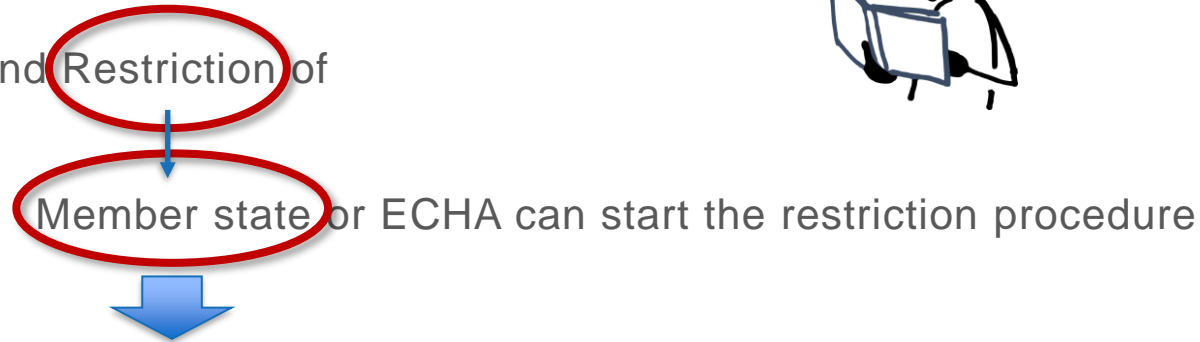 nd Restriction of
Member state or ECHA can start the restriction procedure